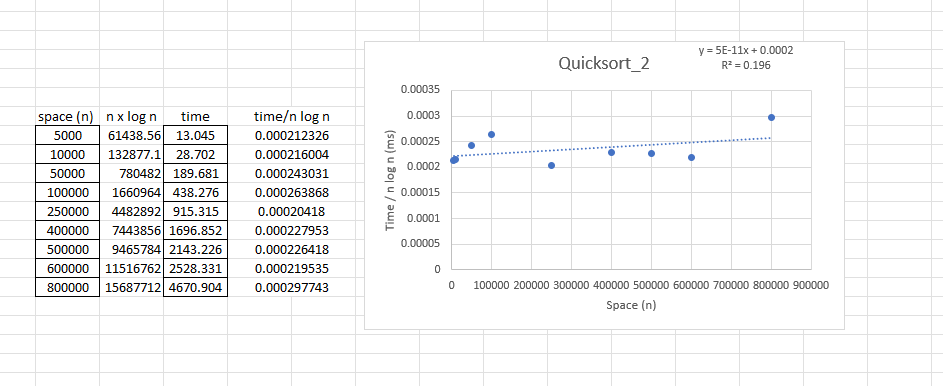 space (n) n x log n time time/n log n
5000 61438.56 13.045 0.000212326
10000 132877.1 28.702 0.000216004
50000 780482 189.681 0.000243031
100000 1660964 438.276 0.000263868
250000 4482892 915.315 0.00020418
400000 7443856 1696.852 0.000227953
500000 9465784 2143.226 0.000226418
600000 11516762 2528.331 0.000219535
800000 15687712 4670.904 0.000297743
Quicksort_2
y = 5E-11x + 0.0002
R² = 0.196
Time / n log n (ms)
0.00035
0.0003
0.00025
0.0002
0.00015
0.0001
0.00005
0
0 100000 200000 300000 400000 500000 600000 700000 800000 900000
Space (n)